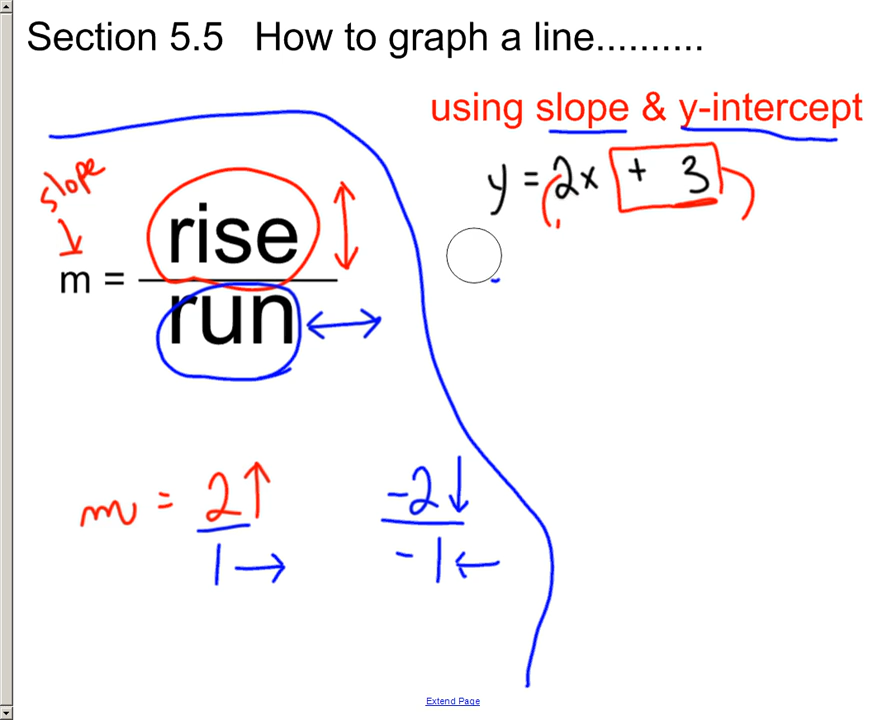 Section 5.5 How to graph a line..........
using slope & y-intercept
y = 2x + 3
slope
m =
rise
run
m = 2
1
-2
-1
Extend Page